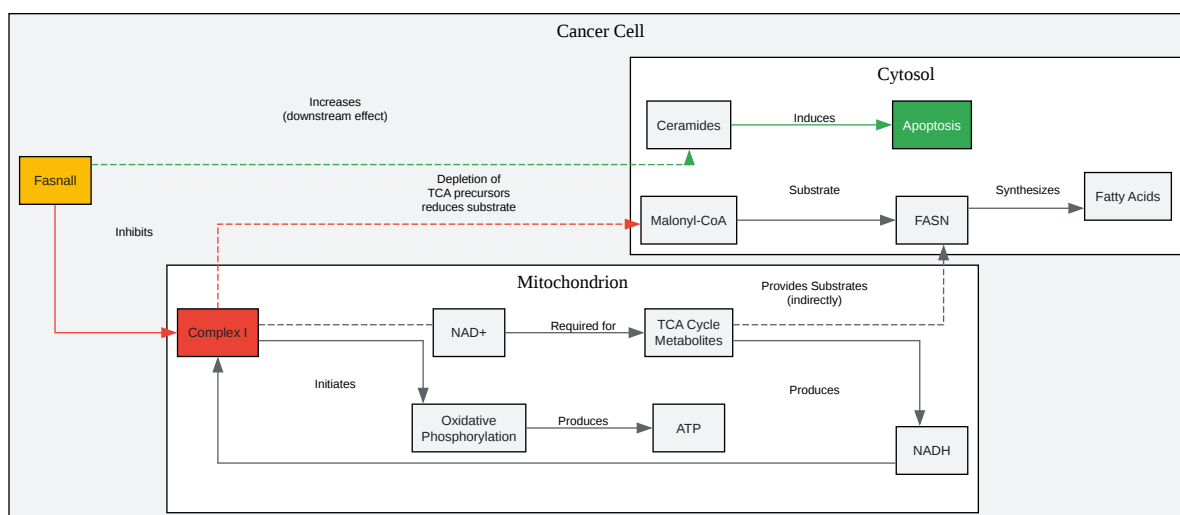 Cancer Cell
Cytosol
Increases
(downstream effect)
Ceramides
Induces
Apoptosis
Fasnall
Depletion of
TCA precursors
reduces substrate
Substrate
Synthesizes
Fatty Acids
Malonyl-CoA
FASN
Inhibits
Mitochondrion
Provides Substrates
(indirectly)
Complex I
NAD+
Required for
TCA Cycle
Metabolites
Initiates
Produces
Oxidative
Phosphorylation
Produces
ATP
NADH